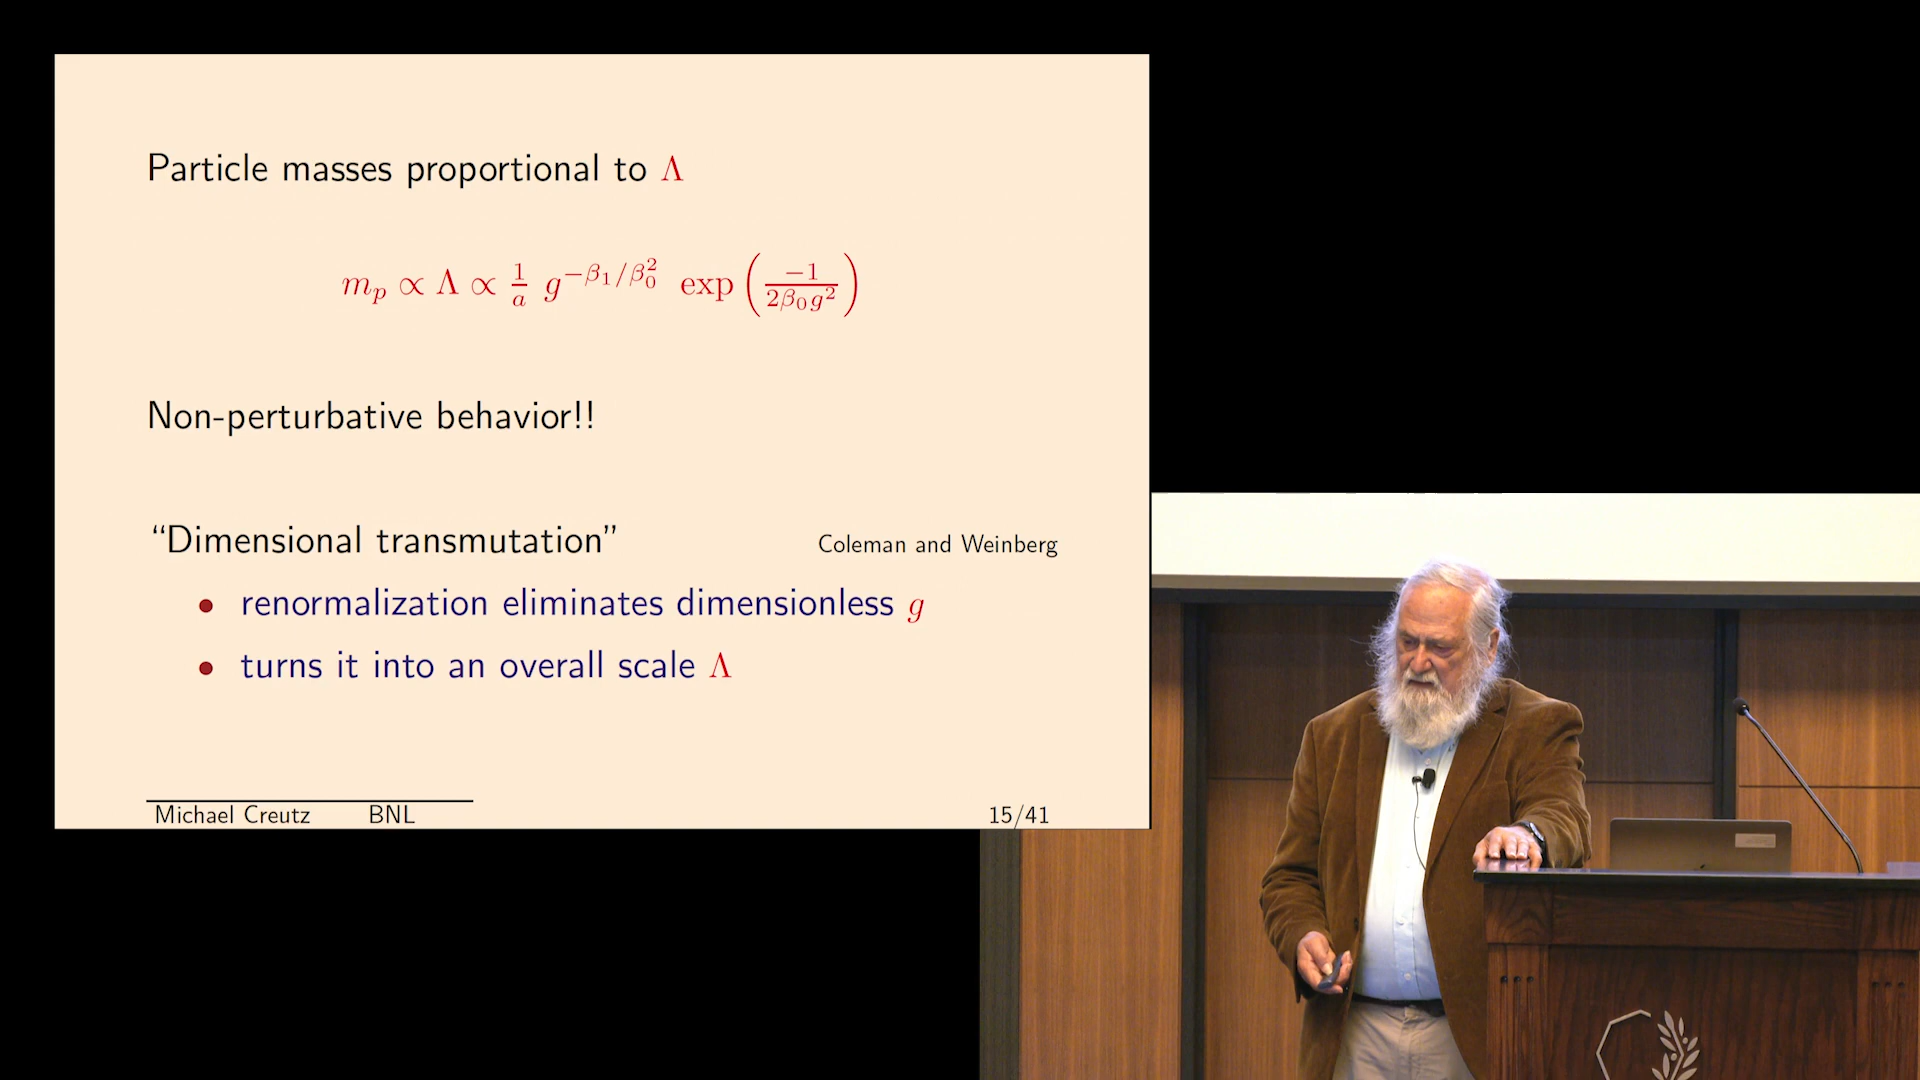 Particle masses proportional to Λ
m_p ∝ Λ ∝ 1/a g^{−β₁/β₀²} exp(−1/(2β₀g²))
Non-perturbative behavior!!
“Dimensional transmutation” Coleman and Weinberg
• renormalization eliminates dimensionless g
• turns it into an overall scale Λ
Michael Creutz BNL 15/41